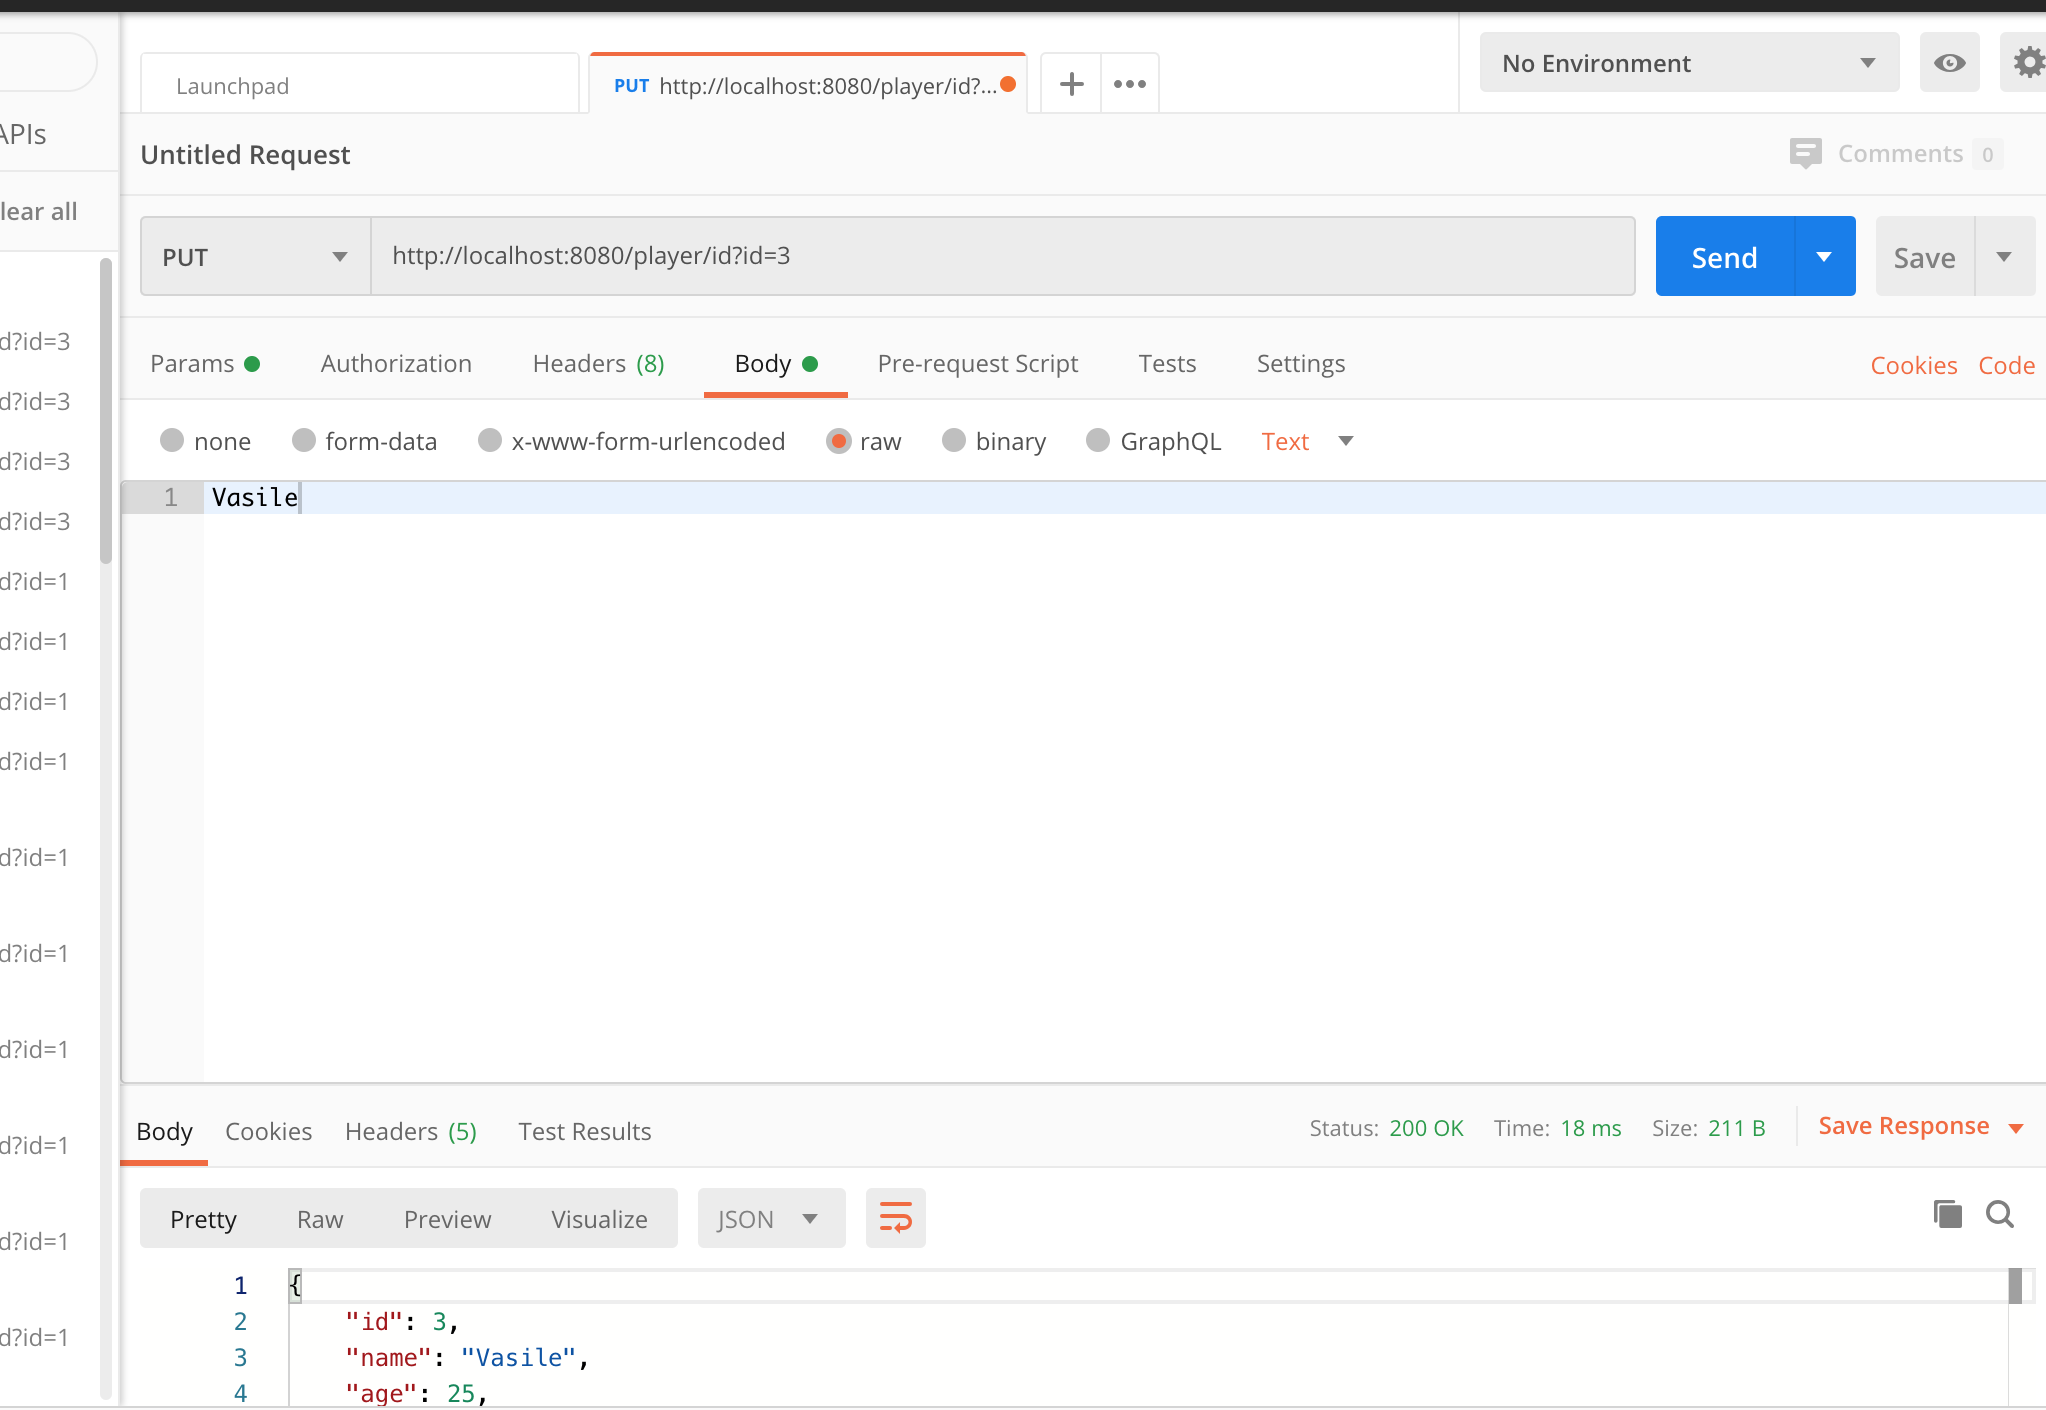 Launchpad
PUT http://localhost:8080/player/id?...
No Environment
APIs
Untitled Request
Comments 0
lear all
PUT
http://localhost:8080/player/id?id=3
Send
Save
d?id=3
Params
Authorization
Headers (8)
Body
Pre-request Script
Tests
Settings
Cookies
Code
d?id=3
none
form-data
x-www-form-urlencoded
raw
binary
GraphQL
Text
d?id=3
1 Vasile
d?id=3
d?id=1
d?id=1
d?id=1
d?id=1
d?id=1
d?id=1
d?id=1
d?id=1
d?id=1
d?id=1
Body
Cookies
Headers (5)
Test Results
Status: 200 OK
Time: 18 ms
Size: 211 B
Save Response
Pretty
Raw
Preview
Visualize
JSON
1 {
2 "id": 3,
3 "name": "Vasile",
4 "age": 25,